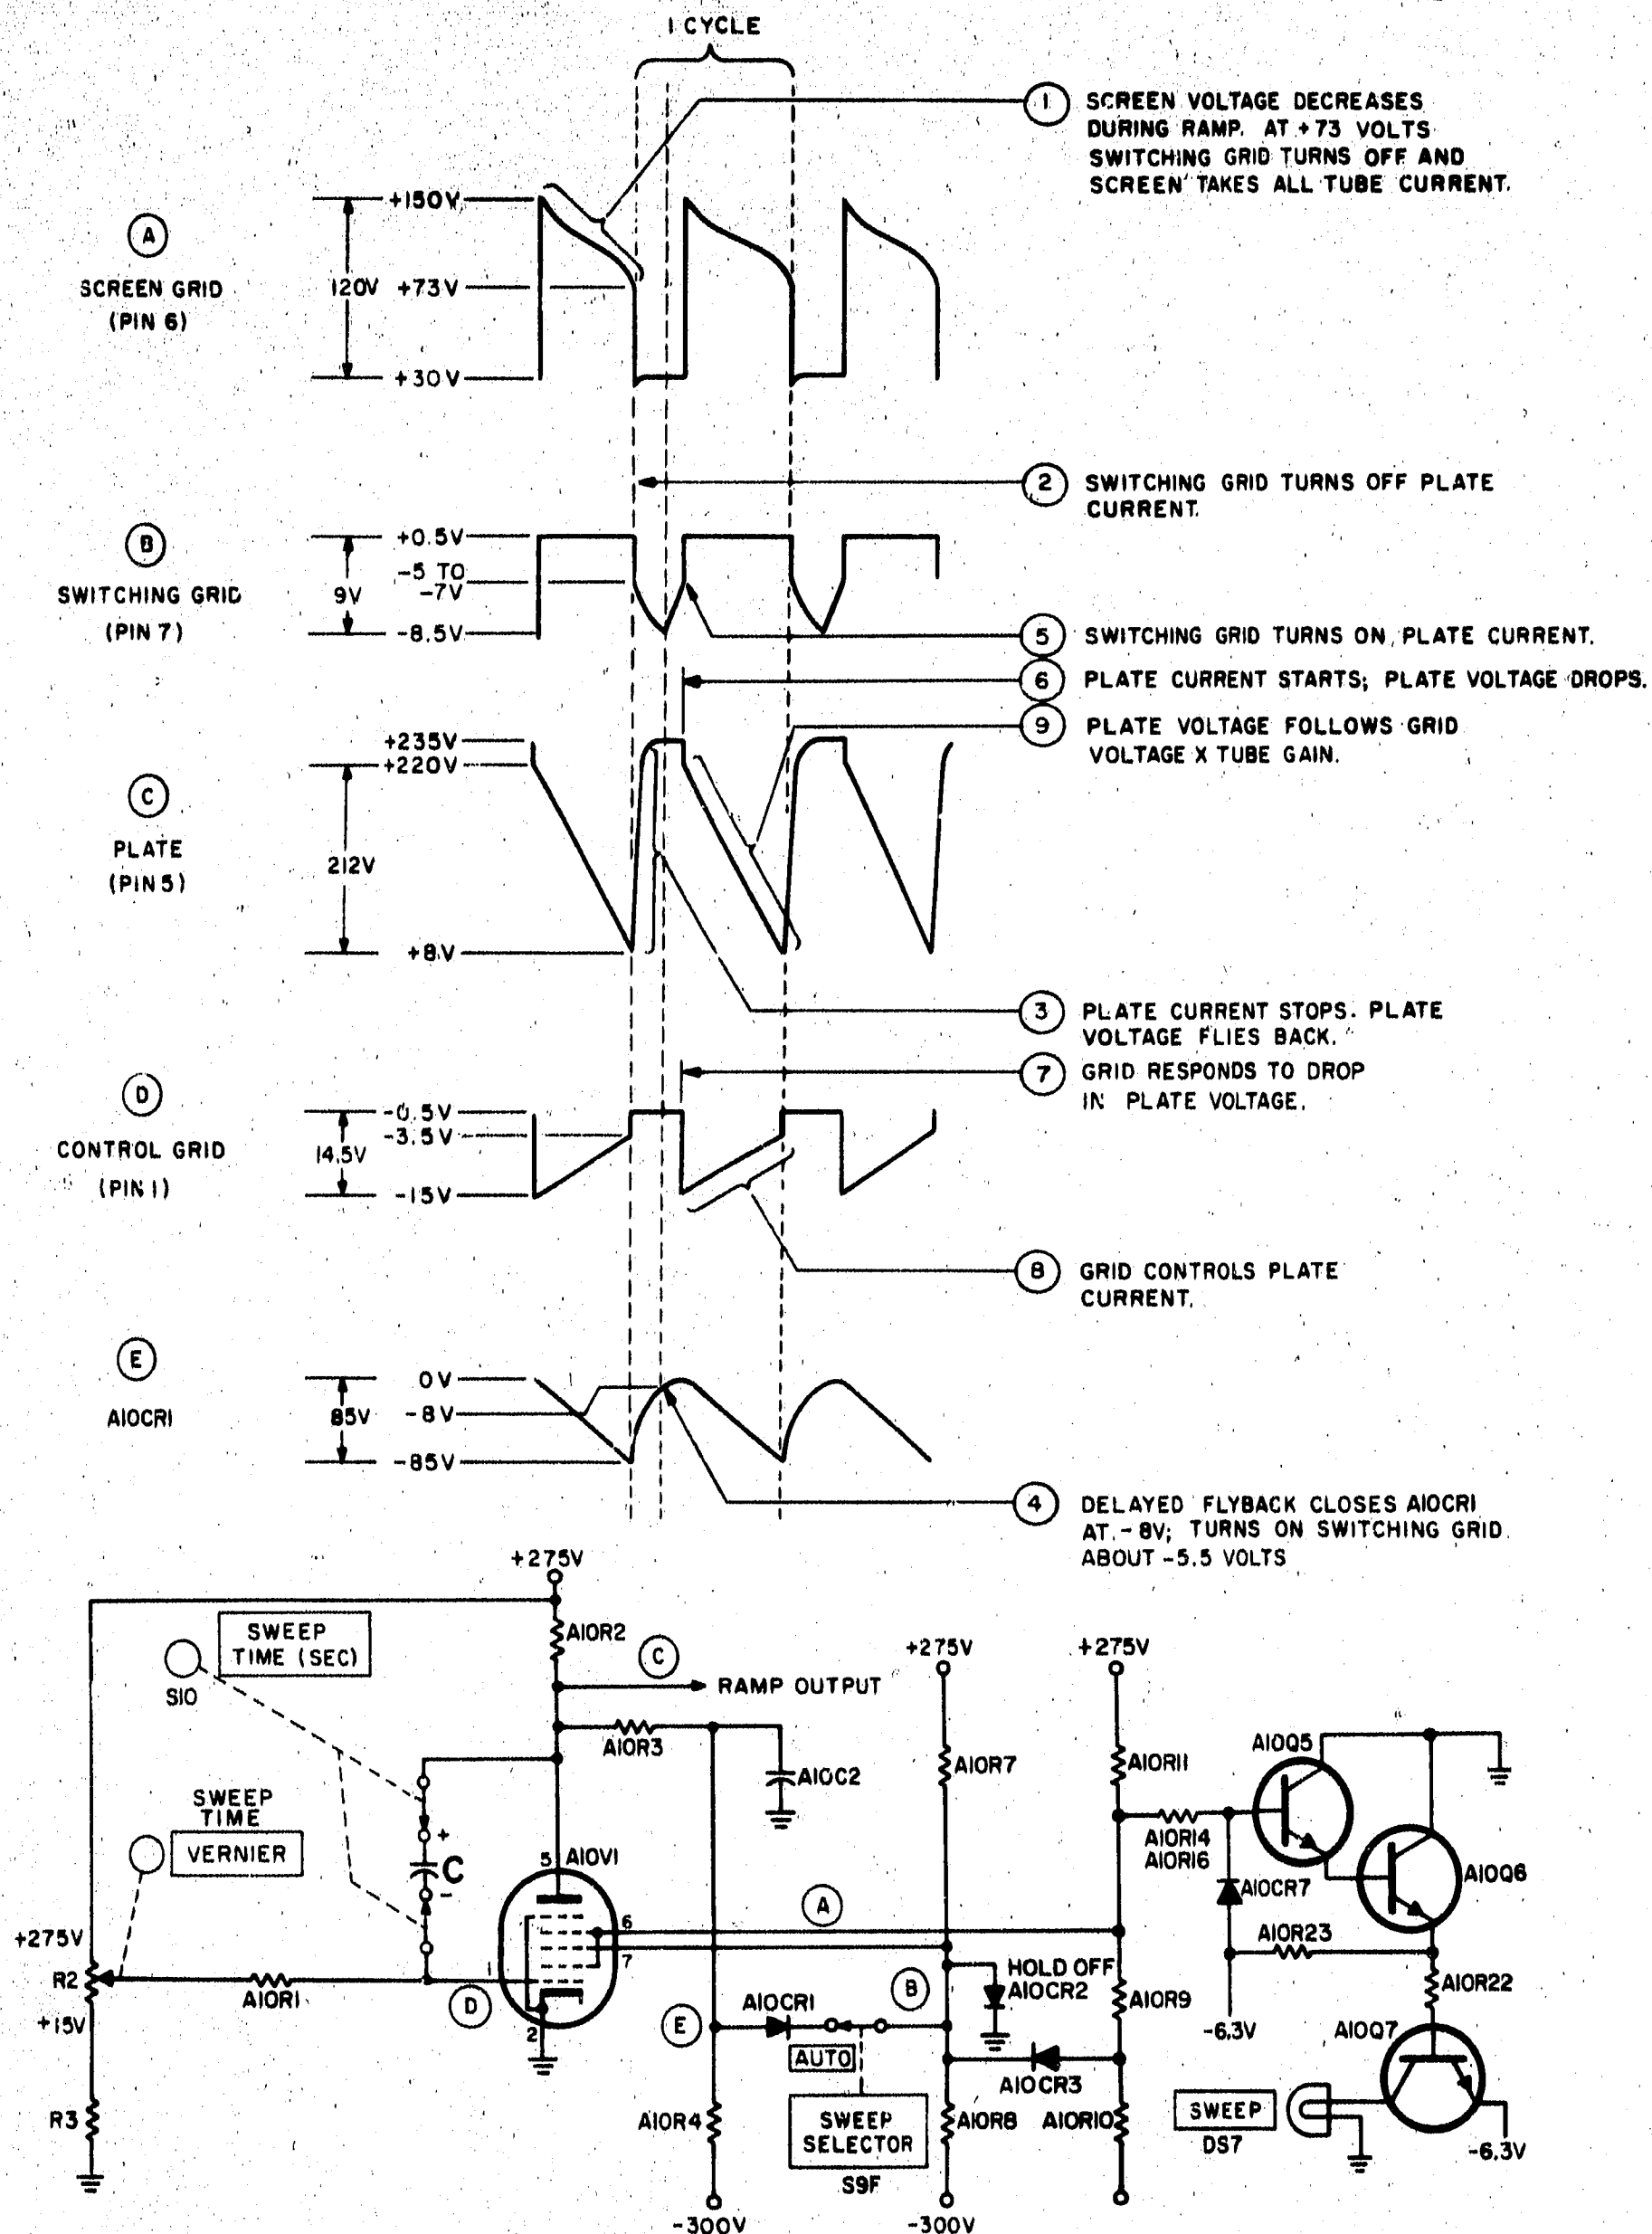 1 CYCLE
1 SCREEN VOLTAGE DECREASES
DURING RAMP. AT +73 VOLTS
SWITCHING GRID TURNS OFF AND
SCREEN TAKES ALL TUBE CURRENT.
A
SCREEN GRID
(PIN 6)
+150V
120V +73V
+30V
2 SWITCHING GRID TURNS OFF PLATE
CURRENT.
B
SWITCHING GRID
(PIN 7)
+0.5V
-5 TO
-7V
9V
-8.5V
5 SWITCHING GRID TURNS ON, PLATE CURRENT.
6 PLATE CURRENT STARTS; PLATE VOLTAGE DROPS.
9 PLATE VOLTAGE FOLLOWS GRID
VOLTAGE X TUBE GAIN.
C
PLATE
(PIN 5)
+235V
+220V
212V
+8V
3 PLATE CURRENT STOPS. PLATE
VOLTAGE FLIES BACK.
7 GRID RESPONDS TO DROP
IN PLATE VOLTAGE.
D
CONTROL GRID
(PIN 1)
-0.5V
-3.5V
14.5V
-15V
8 GRID CONTROLS PLATE
CURRENT.
E
A10CR1
0V
85V -8V
-85V
4 DELAYED FLYBACK CLOSES A10CR1
AT -8V; TURNS ON SWITCHING GRID
ABOUT -5.5 VOLTS
+275V
SWEEP
TIME (SEC)
S10
A10R2
C
RAMP OUTPUT
+275V
+275V
A10R3
A10C2
A10R7
A10R11
A10Q5
SWEEP
TIME
VERNIER
+
C
-
5 A10V1
A10R14
A10R16
A10Q6
A10CR7
A
6
7
A10R23
+275V
R2
+15V
A10R1
1
D
2
HOLD OFF
A10CR2
B
A10R9
A10R22
E
A10CR1
AUTO
-6.3V
A10Q7
A10CR3
R3
A10R4
SWEEP
SELECTOR
S9F
A10R8
A10R10
SWEEP
DS7
-6.3V
-300V
-300V